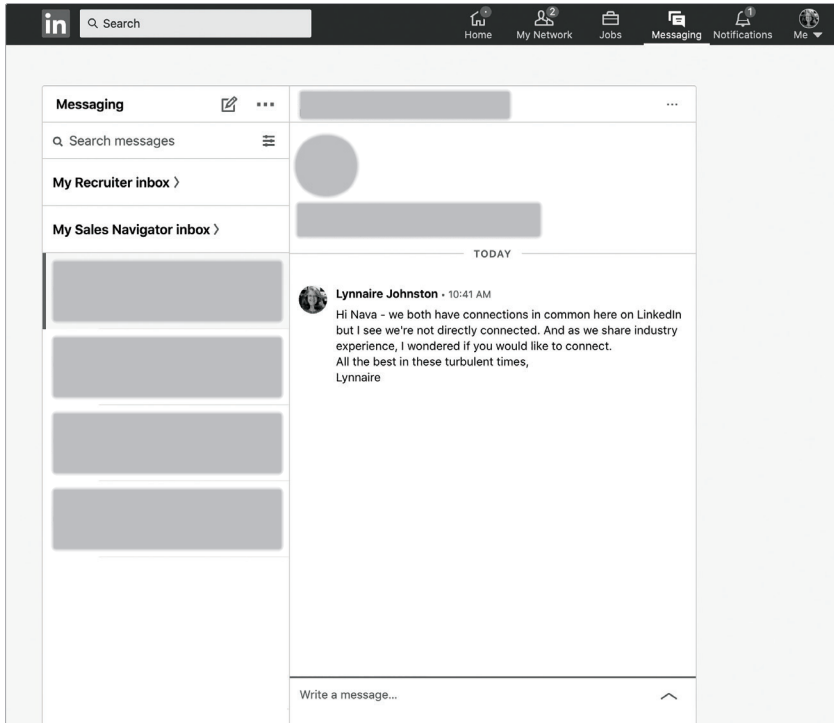 in
Search
Home
2
My Network
Jobs
Messaging
1
Notifications
Me
Messaging
Search messages
My Recruiter inbox
My Sales Navigator inbox
TODAY
Lynnaire Johnston • 10:41 AM
Hi Nava - we both have connections in common here on LinkedIn
but I see we're not directly connected. And as we share industry
experience, I wondered if you would like to connect.
All the best in these turbulent times,
Lynnaire
Write a message...